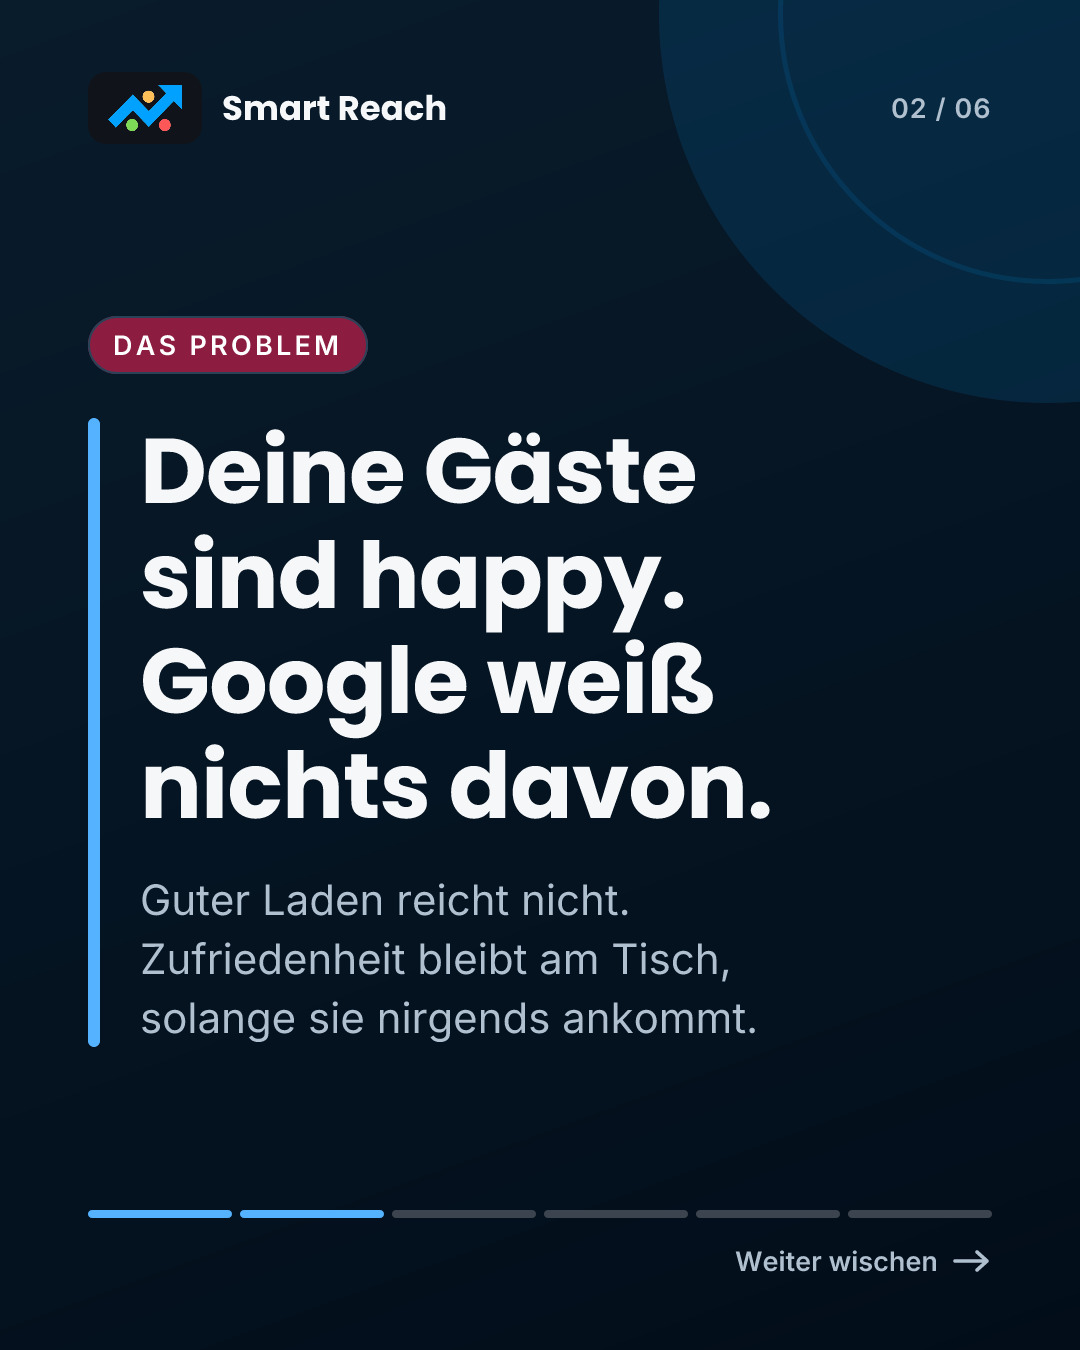 Smart Reach
02 / 06
DAS PROBLEM
Deine Gäste
sind happy.
Google weiß
nichts davon.
Guter Laden reicht nicht.
Zufriedenheit bleibt am Tisch,
solange sie nirgends ankommt.
Weiter wischen →